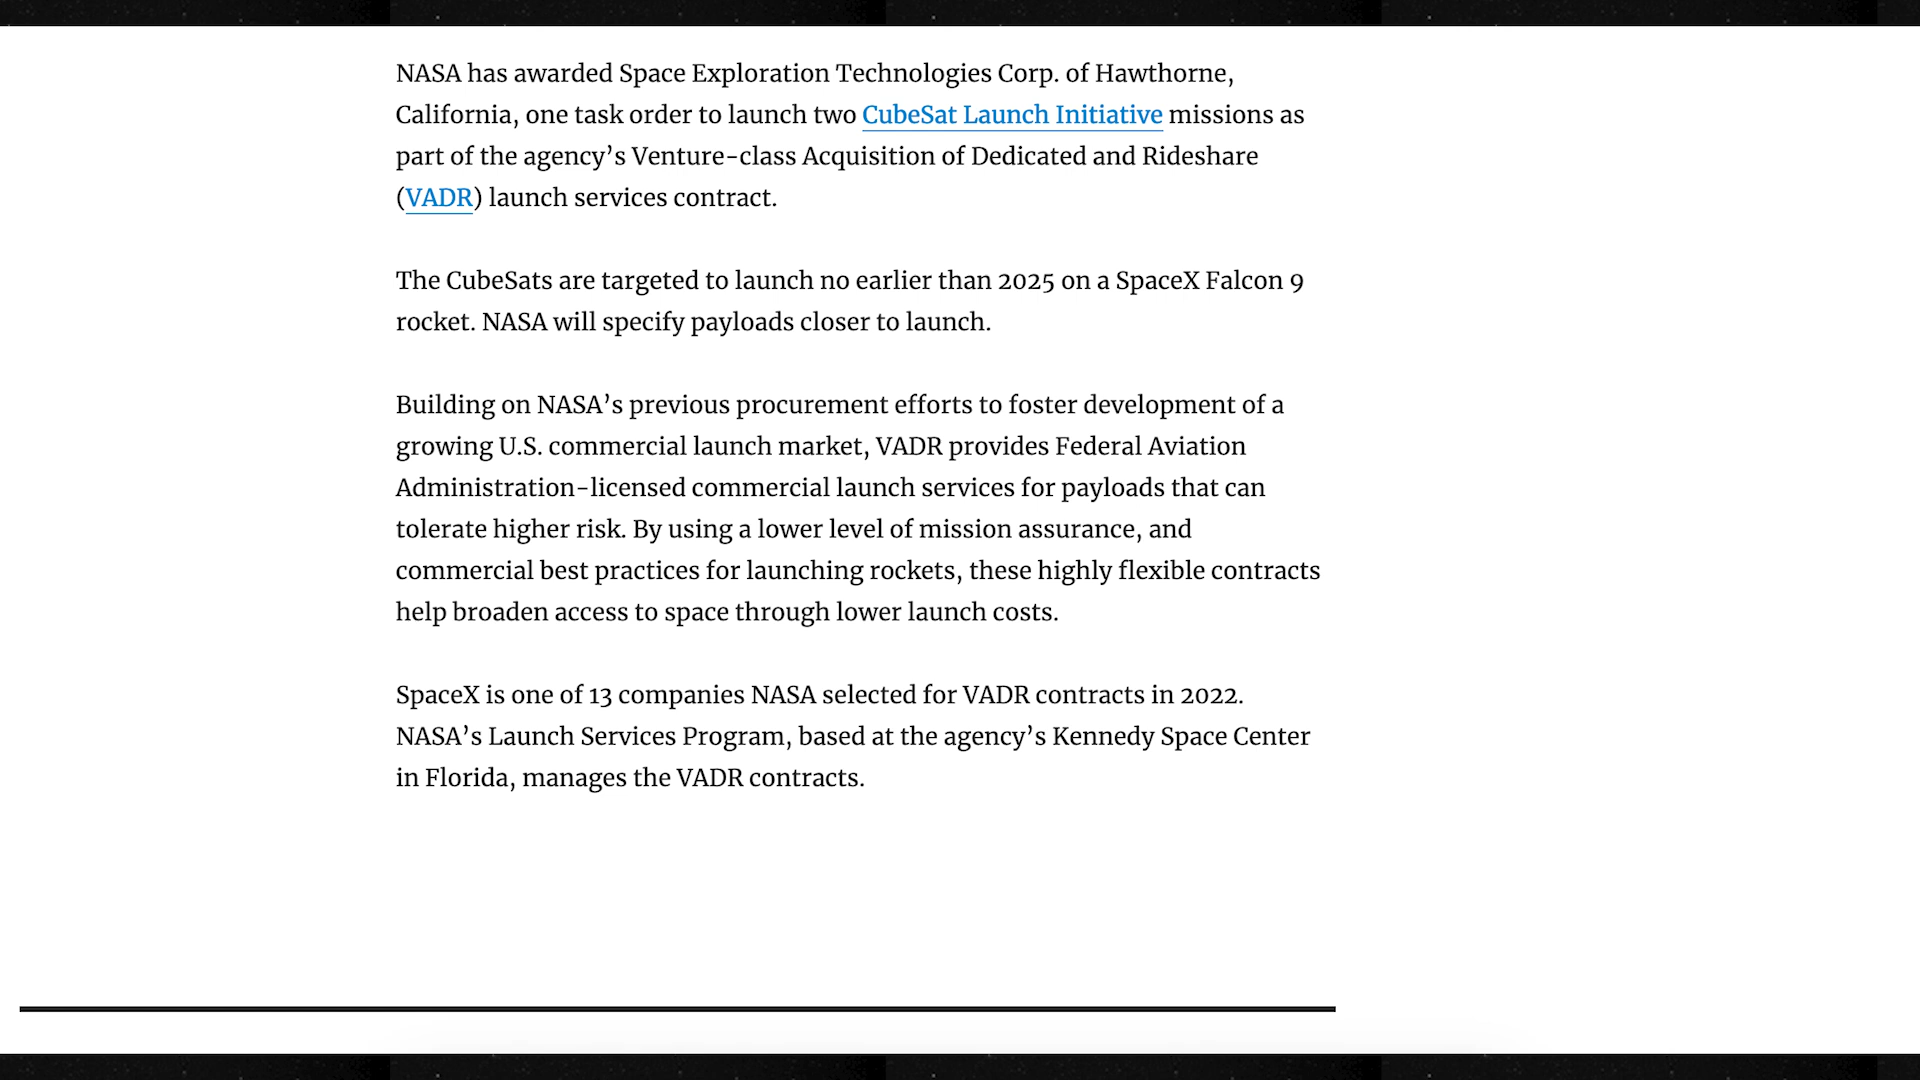 NASA has awarded Space Exploration Technologies Corp. of Hawthorne,
California, one task order to launch two CubeSat Launch Initiative missions as
part of the agency’s Venture-class Acquisition of Dedicated and Rideshare
(VADR) launch services contract.
The CubeSats are targeted to launch no earlier than 2025 on a SpaceX Falcon 9
rocket. NASA will specify payloads closer to launch.
Building on NASA’s previous procurement efforts to foster development of a
growing U.S. commercial launch market, VADR provides Federal Aviation
Administration-licensed commercial launch services for payloads that can
tolerate higher risk. By using a lower level of mission assurance, and
commercial best practices for launching rockets, these highly flexible contracts
help broaden access to space through lower launch costs.
SpaceX is one of 13 companies NASA selected for VADR contracts in 2022.
NASA’s Launch Services Program, based at the agency’s Kennedy Space Center
in Florida, manages the VADR contracts.